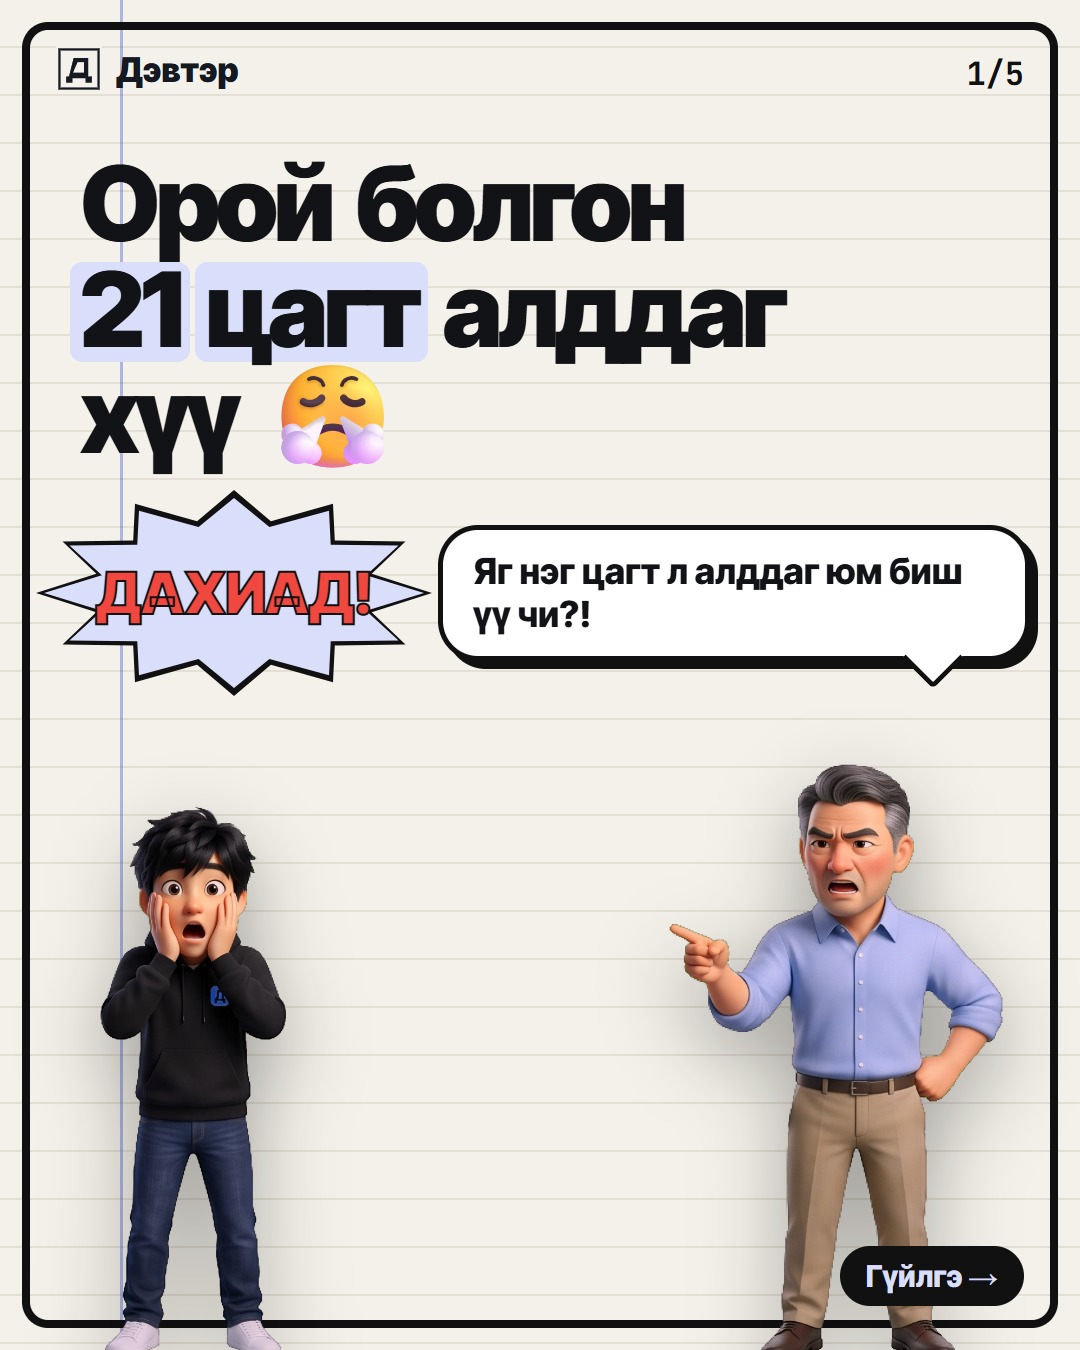 Д Дэвтэр
1/5
Орой болгон
21 цагт алддаг
хүү
ДАХИАД!
Яг нэг цагт л алддаг юм биш
үү чи?!
Д
Гүйлгэ →